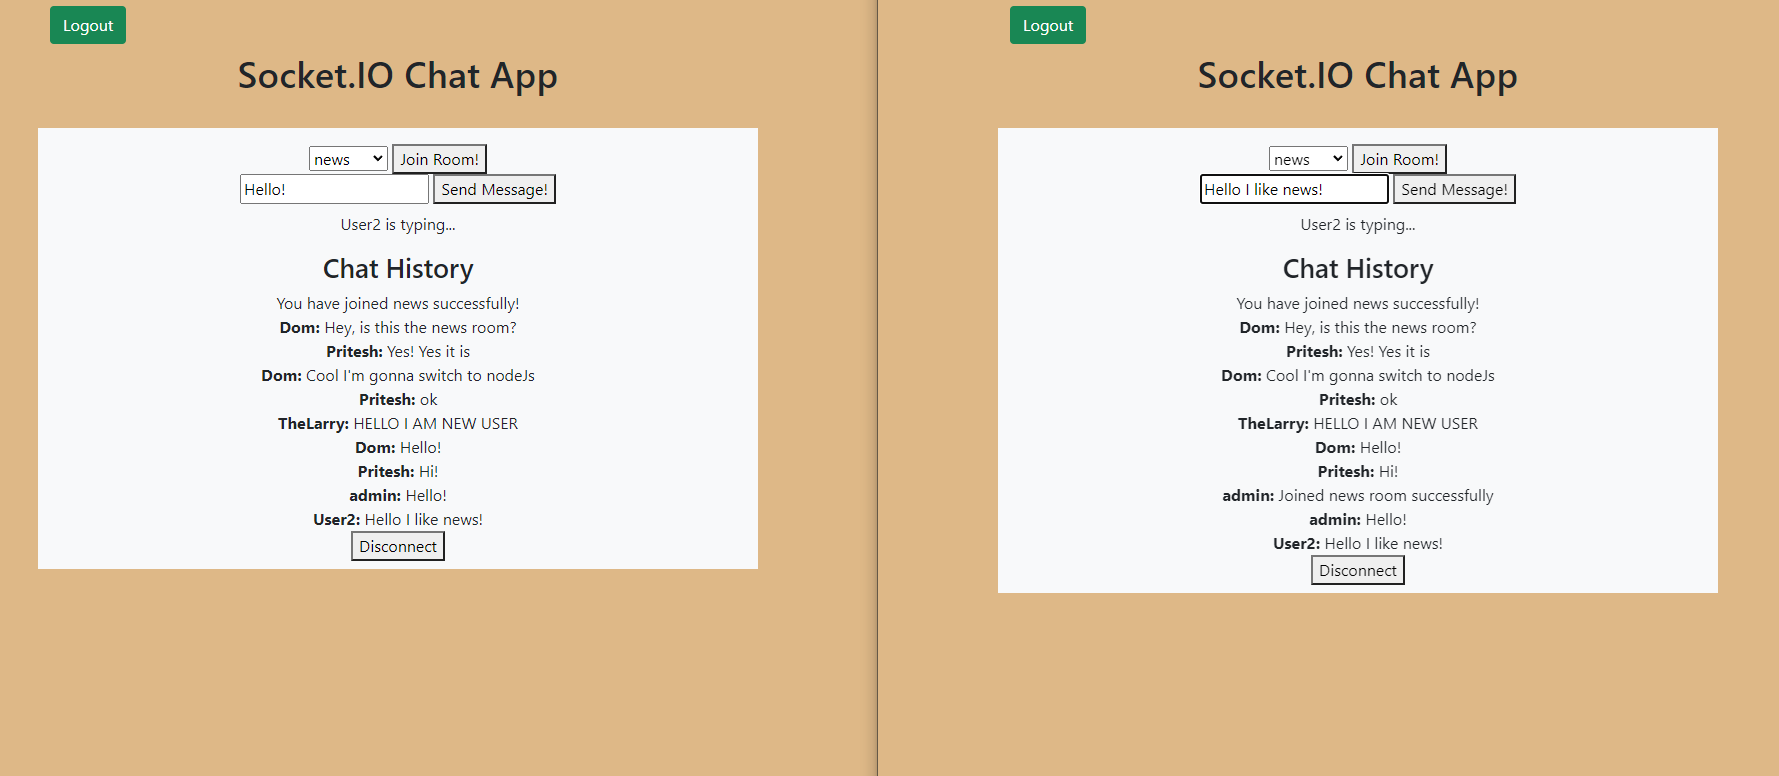 Logout
Socket.IO Chat App
news Join Room!
Hello! Send Message!
User2 is typing...
Chat History
You have joined news successfully!
Dom: Hey, is this the news room?
Pritesh: Yes! Yes it is
Dom: Cool I'm gonna switch to nodeJs
Pritesh: ok
TheLarry: HELLO I AM NEW USER
Dom: Hello!
Pritesh: Hi!
admin: Hello!
User2: Hello I like news!
Disconnect
Logout
Socket.IO Chat App
news Join Room!
Hello I like news! Send Message!
User2 is typing...
Chat History
You have joined news successfully!
Dom: Hey, is this the news room?
Pritesh: Yes! Yes it is
Dom: Cool I'm gonna switch to nodeJs
Pritesh: ok
TheLarry: HELLO I AM NEW USER
Dom: Hello!
Pritesh: Hi!
admin: Joined news room successfully
admin: Hello!
User2: Hello I like news!
Disconnect